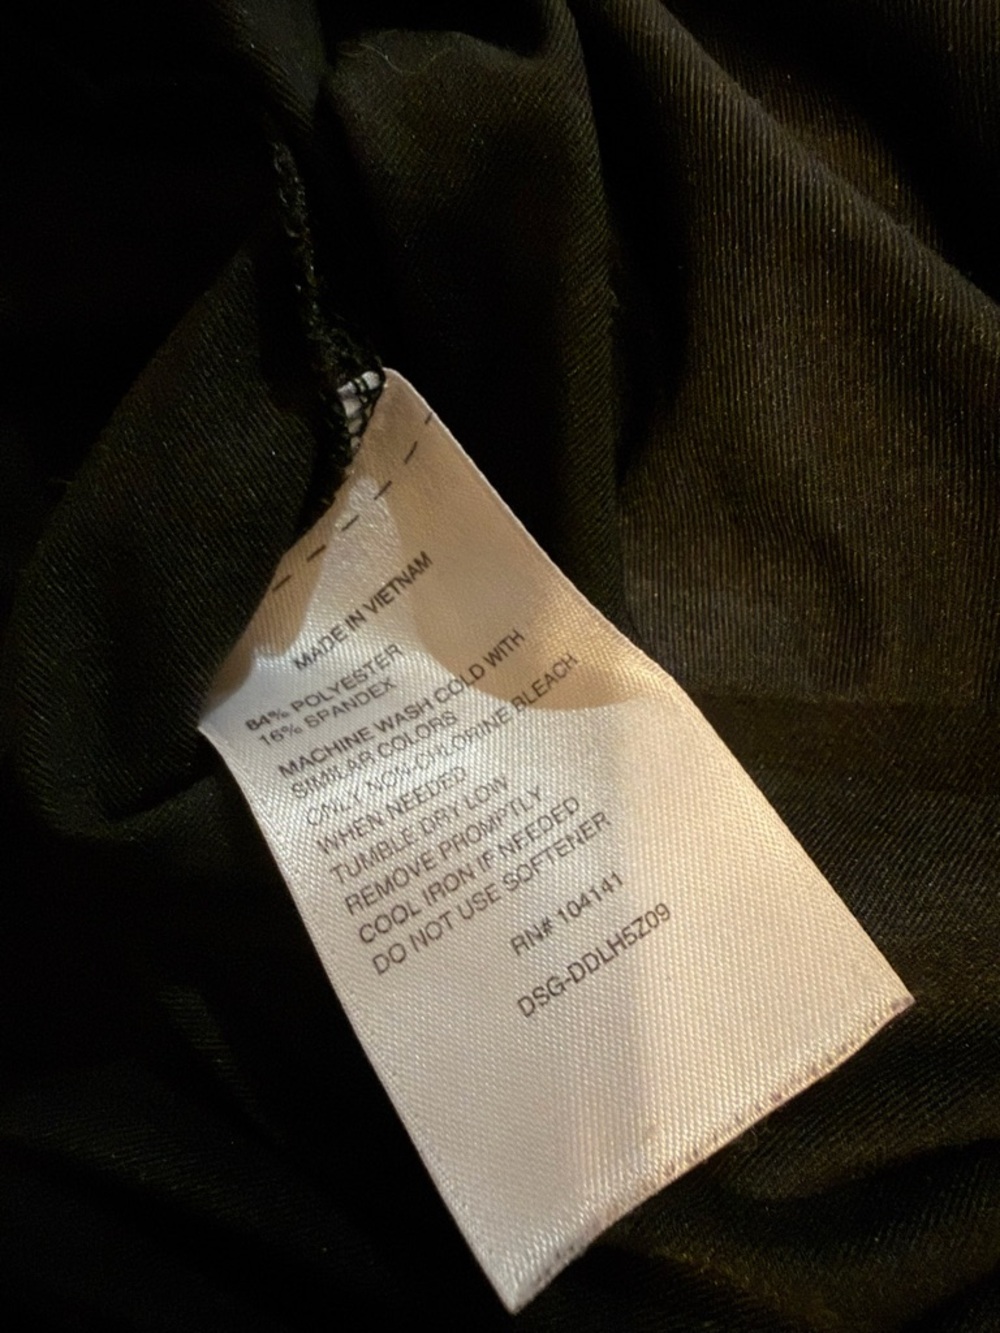 MADE IN VIETNAM
84% POLYESTER
16% SPANDEX
MACHINE WASH COLD WITH
SIMILAR COLORS
ONLY NON-CHLORINE BLEACH
WHEN NEEDED
TUMBLE DRY LOW
REMOVE PROMPTLY
COOL IRON IF NEEDED
DO NOT USE SOFTENER
RN# 104141
DSG-DDLH5Z09